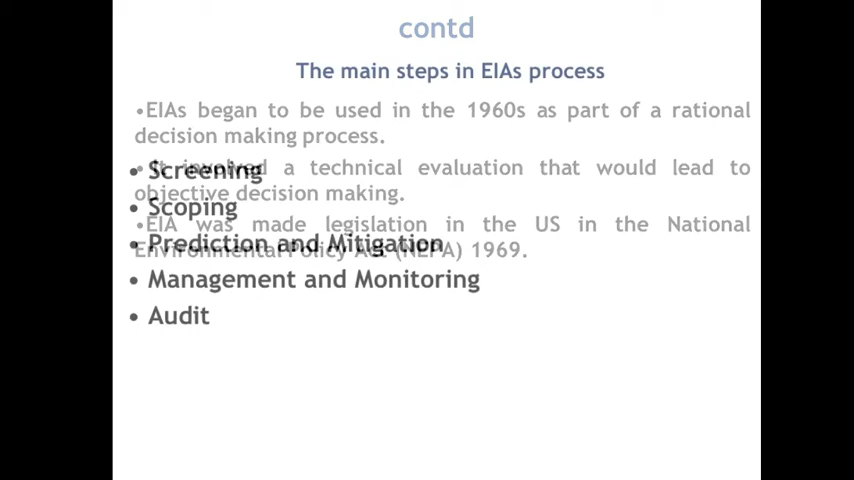 contd
The main steps in EIAs process
•EIAs began to be used in the 1960s as part of a rational
decision making process.
• It involved a technical evaluation that would lead to
objective decision making.
•EIA was made legislation in the US in the National
Environmental Policy Act (NEPA) 1969.
• Screening
• Scoping
• Prediction and Mitigation
• Management and Monitoring
• Audit